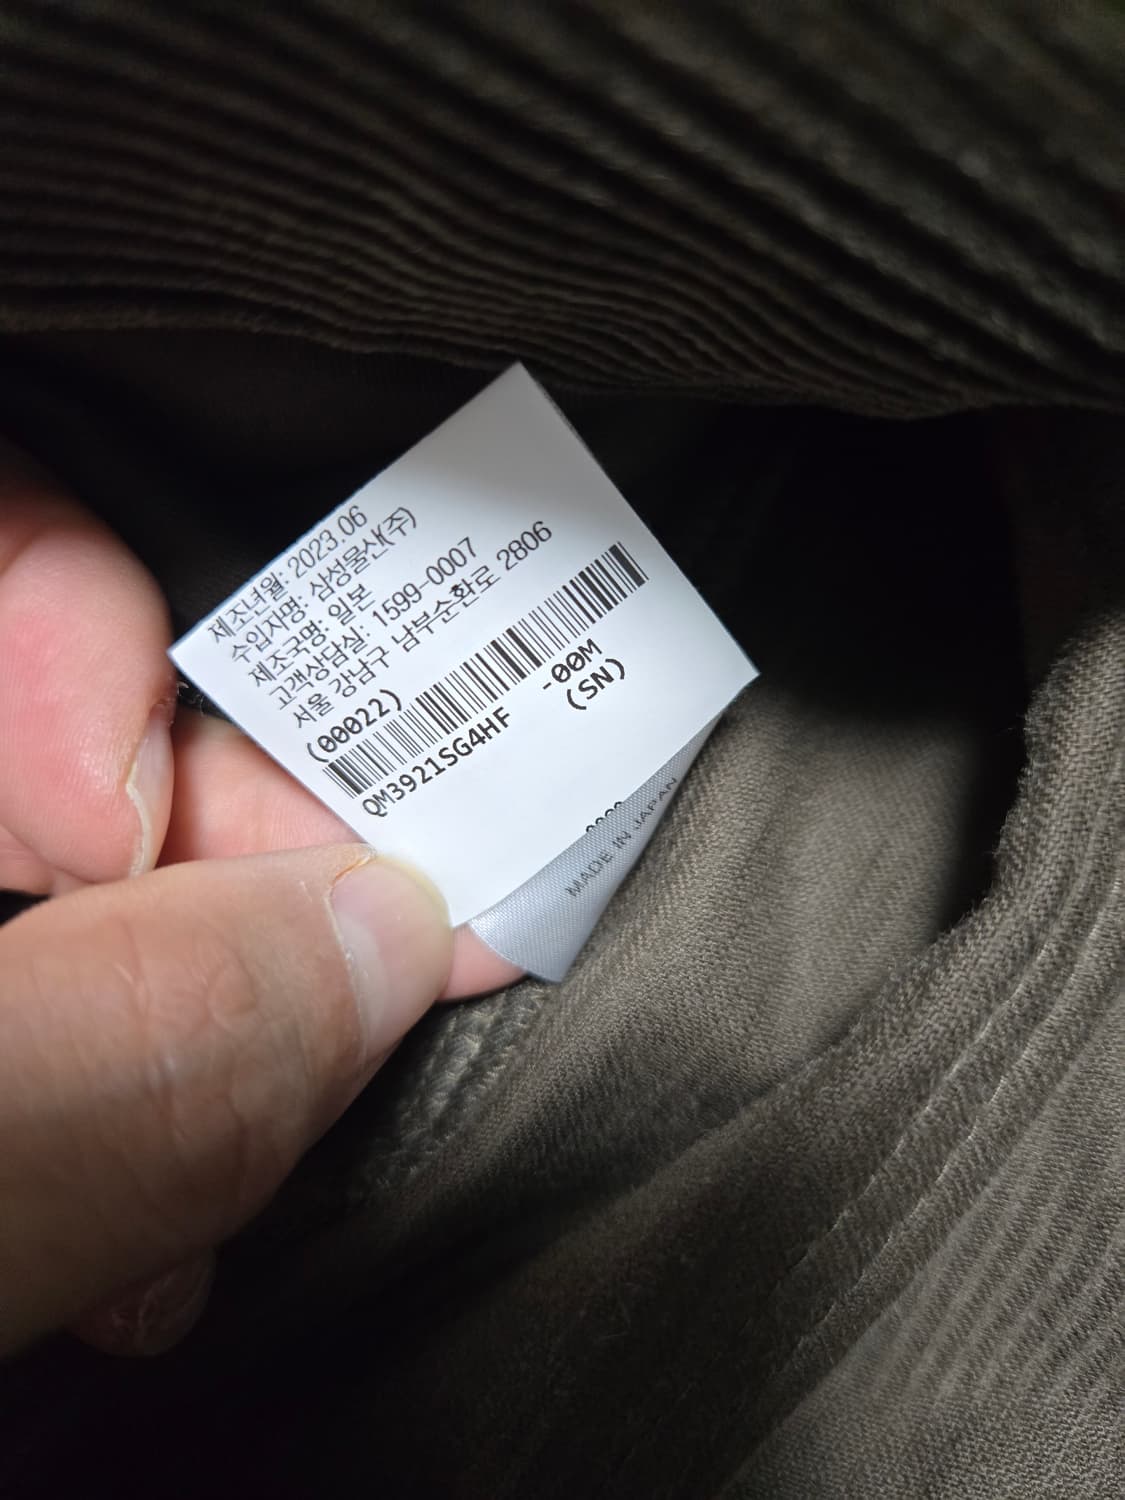 제조년월: 2023.06
수입자명: 삼성물산(주)
제조국명: 일본
고객상담실: 1599-0007
서울 강남구 남부순환로 2806
(00022)
QM3921SG4HF -00M
(SN)
MADE IN JAPAN